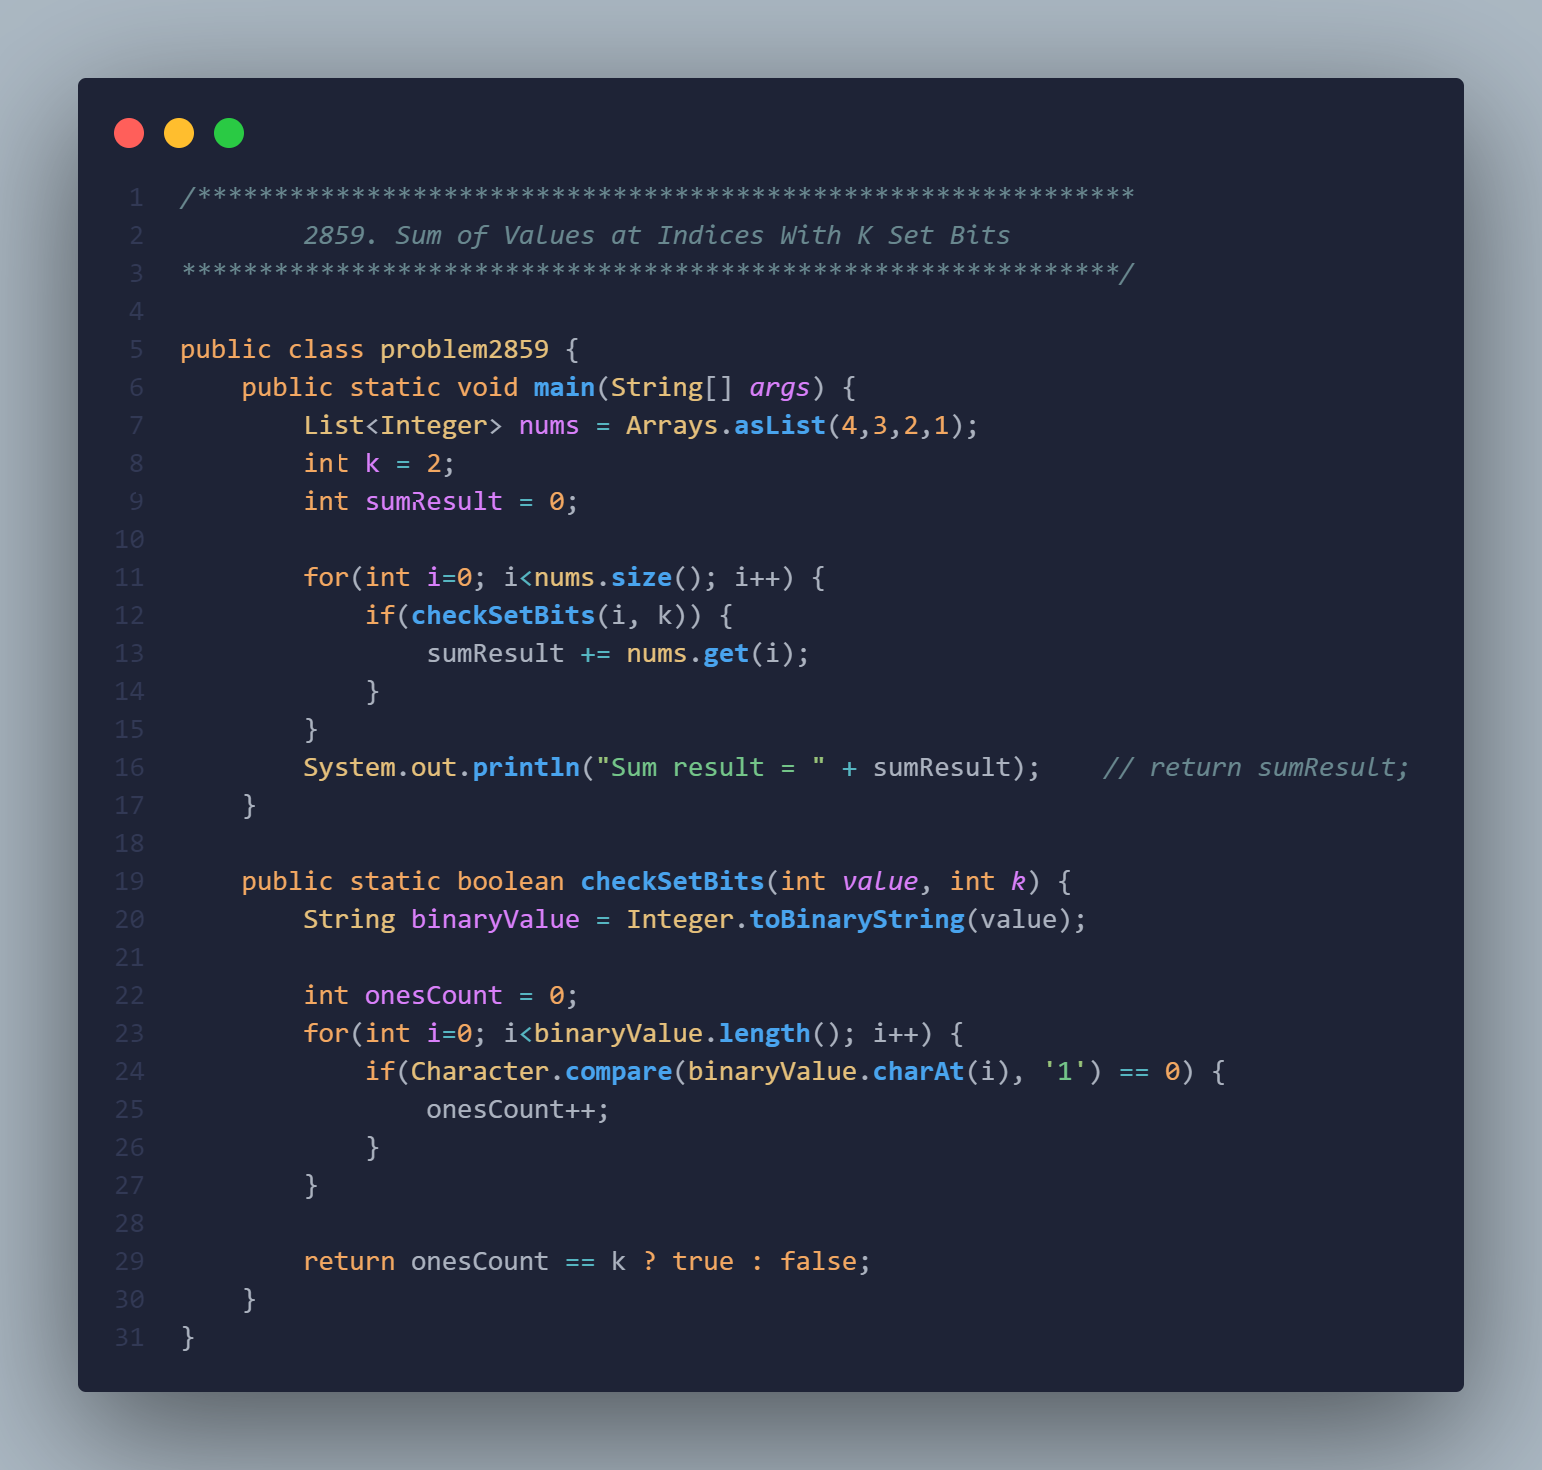 1 /*************************************************************
2         2859. Sum of Values at Indices With K Set Bits
3 *************************************************************/
4
5 public class problem2859 {
6     public static void main(String[] args) {
7         List<Integer> nums = Arrays.asList(4,3,2,1);
8         int k = 2;
9         int sumResult = 0;
10
11         for(int i=0; i<nums.size(); i++) {
12             if(checkSetBits(i, k)) {
13                 sumResult += nums.get(i);
14             }
15         }
16         System.out.println("Sum result = " + sumResult);    // return sumResult;
17     }
18
19     public static boolean checkSetBits(int value, int k) {
20         String binaryValue = Integer.toBinaryString(value);
21
22         int onesCount = 0;
23         for(int i=0; i<binaryValue.length(); i++) {
24             if(Character.compare(binaryValue.charAt(i), '1') == 0) {
25                 onesCount++;
26             }
27         }
28
29         return onesCount == k ? true : false;
30     }
31 }